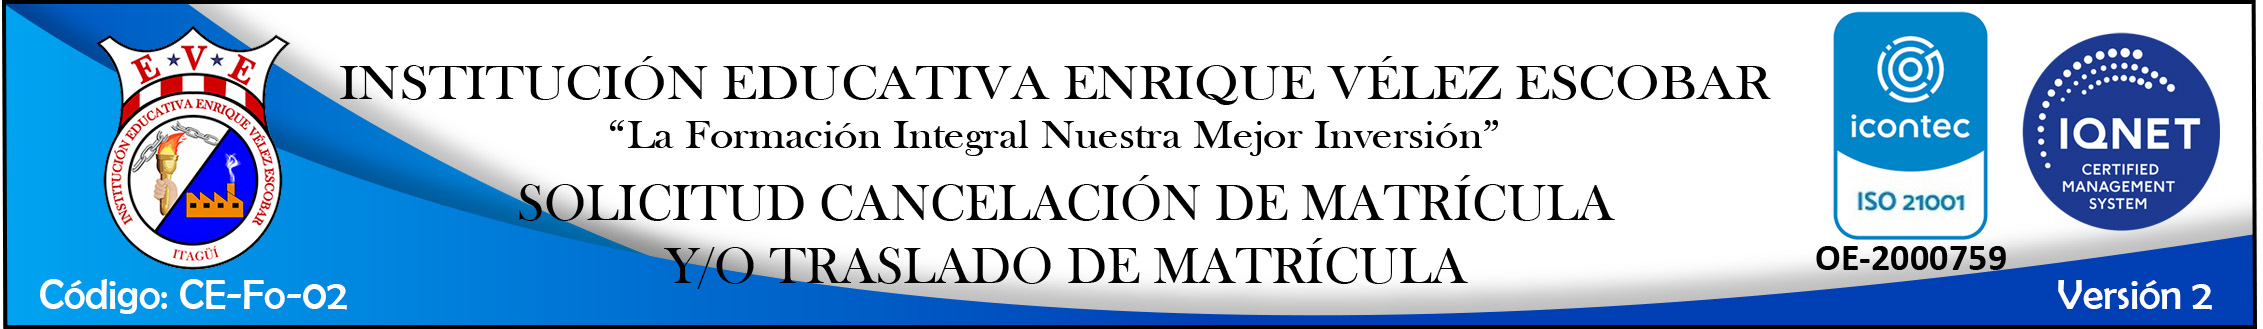 E★V★E
INSTITUCIÓN EDUCATIVA ENRIQUE VÉLEZ ESCOBAR
ITAGÜÍ
INSTITUCIÓN EDUCATIVA ENRIQUE VÉLEZ ESCOBAR
“La Formación Integral Nuestra Mejor Inversión”
SOLICITUD CANCELACIÓN DE MATRÍCULA
Y/O TRASLADO DE MATRÍCULA
icontec
ISO 21001
OE-2000759
IQNET
CERTIFIED
MANAGEMENT
SYSTEM
Código: CE-Fo-02
Versión 2